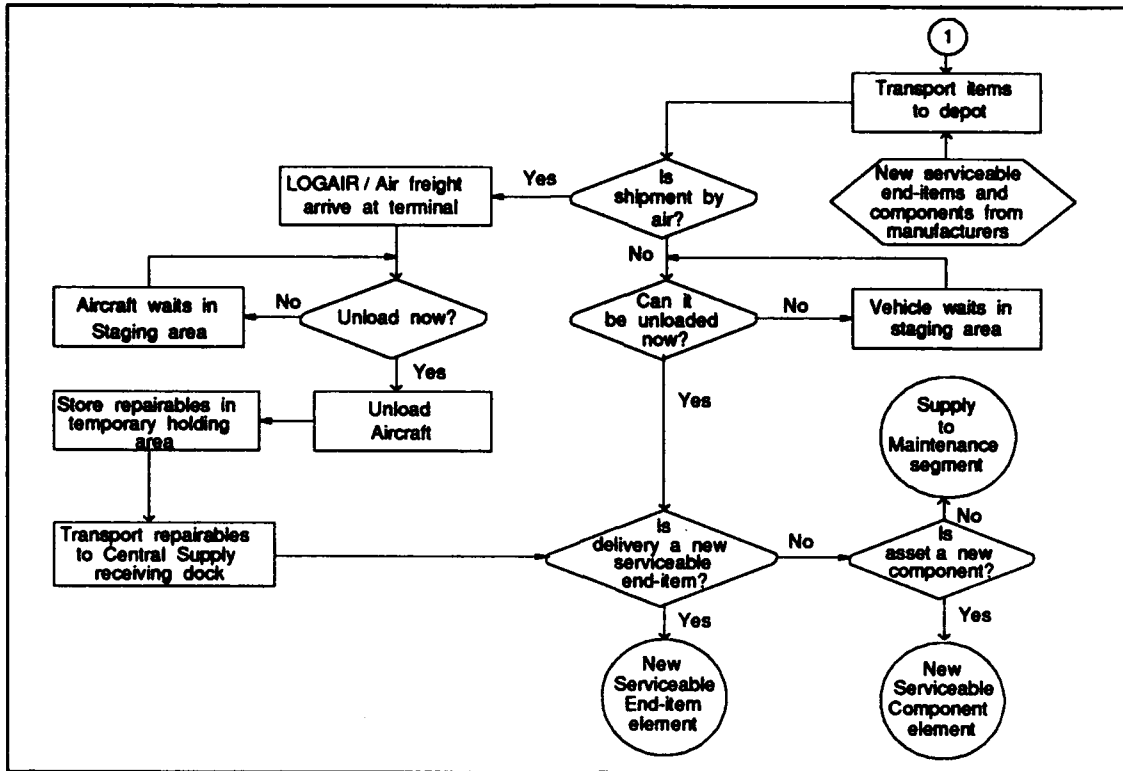 1
Transport items
to depot
New serviceable
end-items and
components from
manufacturers
Is
shipment by
air?
Yes
No
LOGAIR / Air freight
arrive at terminal
Unload now?
No
Yes
Aircraft waits in
Staging area
Can it
be unloaded
now?
No
Yes
Vehicle waits in
staging area
Unload
Aircraft
Store repairables in
temporary holding
area
Transport repairables
to Central Supply
receiving dock
Is
delivery a new
serviceable
end-item?
No
Yes
Is
asset a new
component?
No
Yes
Supply
to
Maintenance
segment
New
Serviceable
End-item
element
New
Serviceable
Component
element